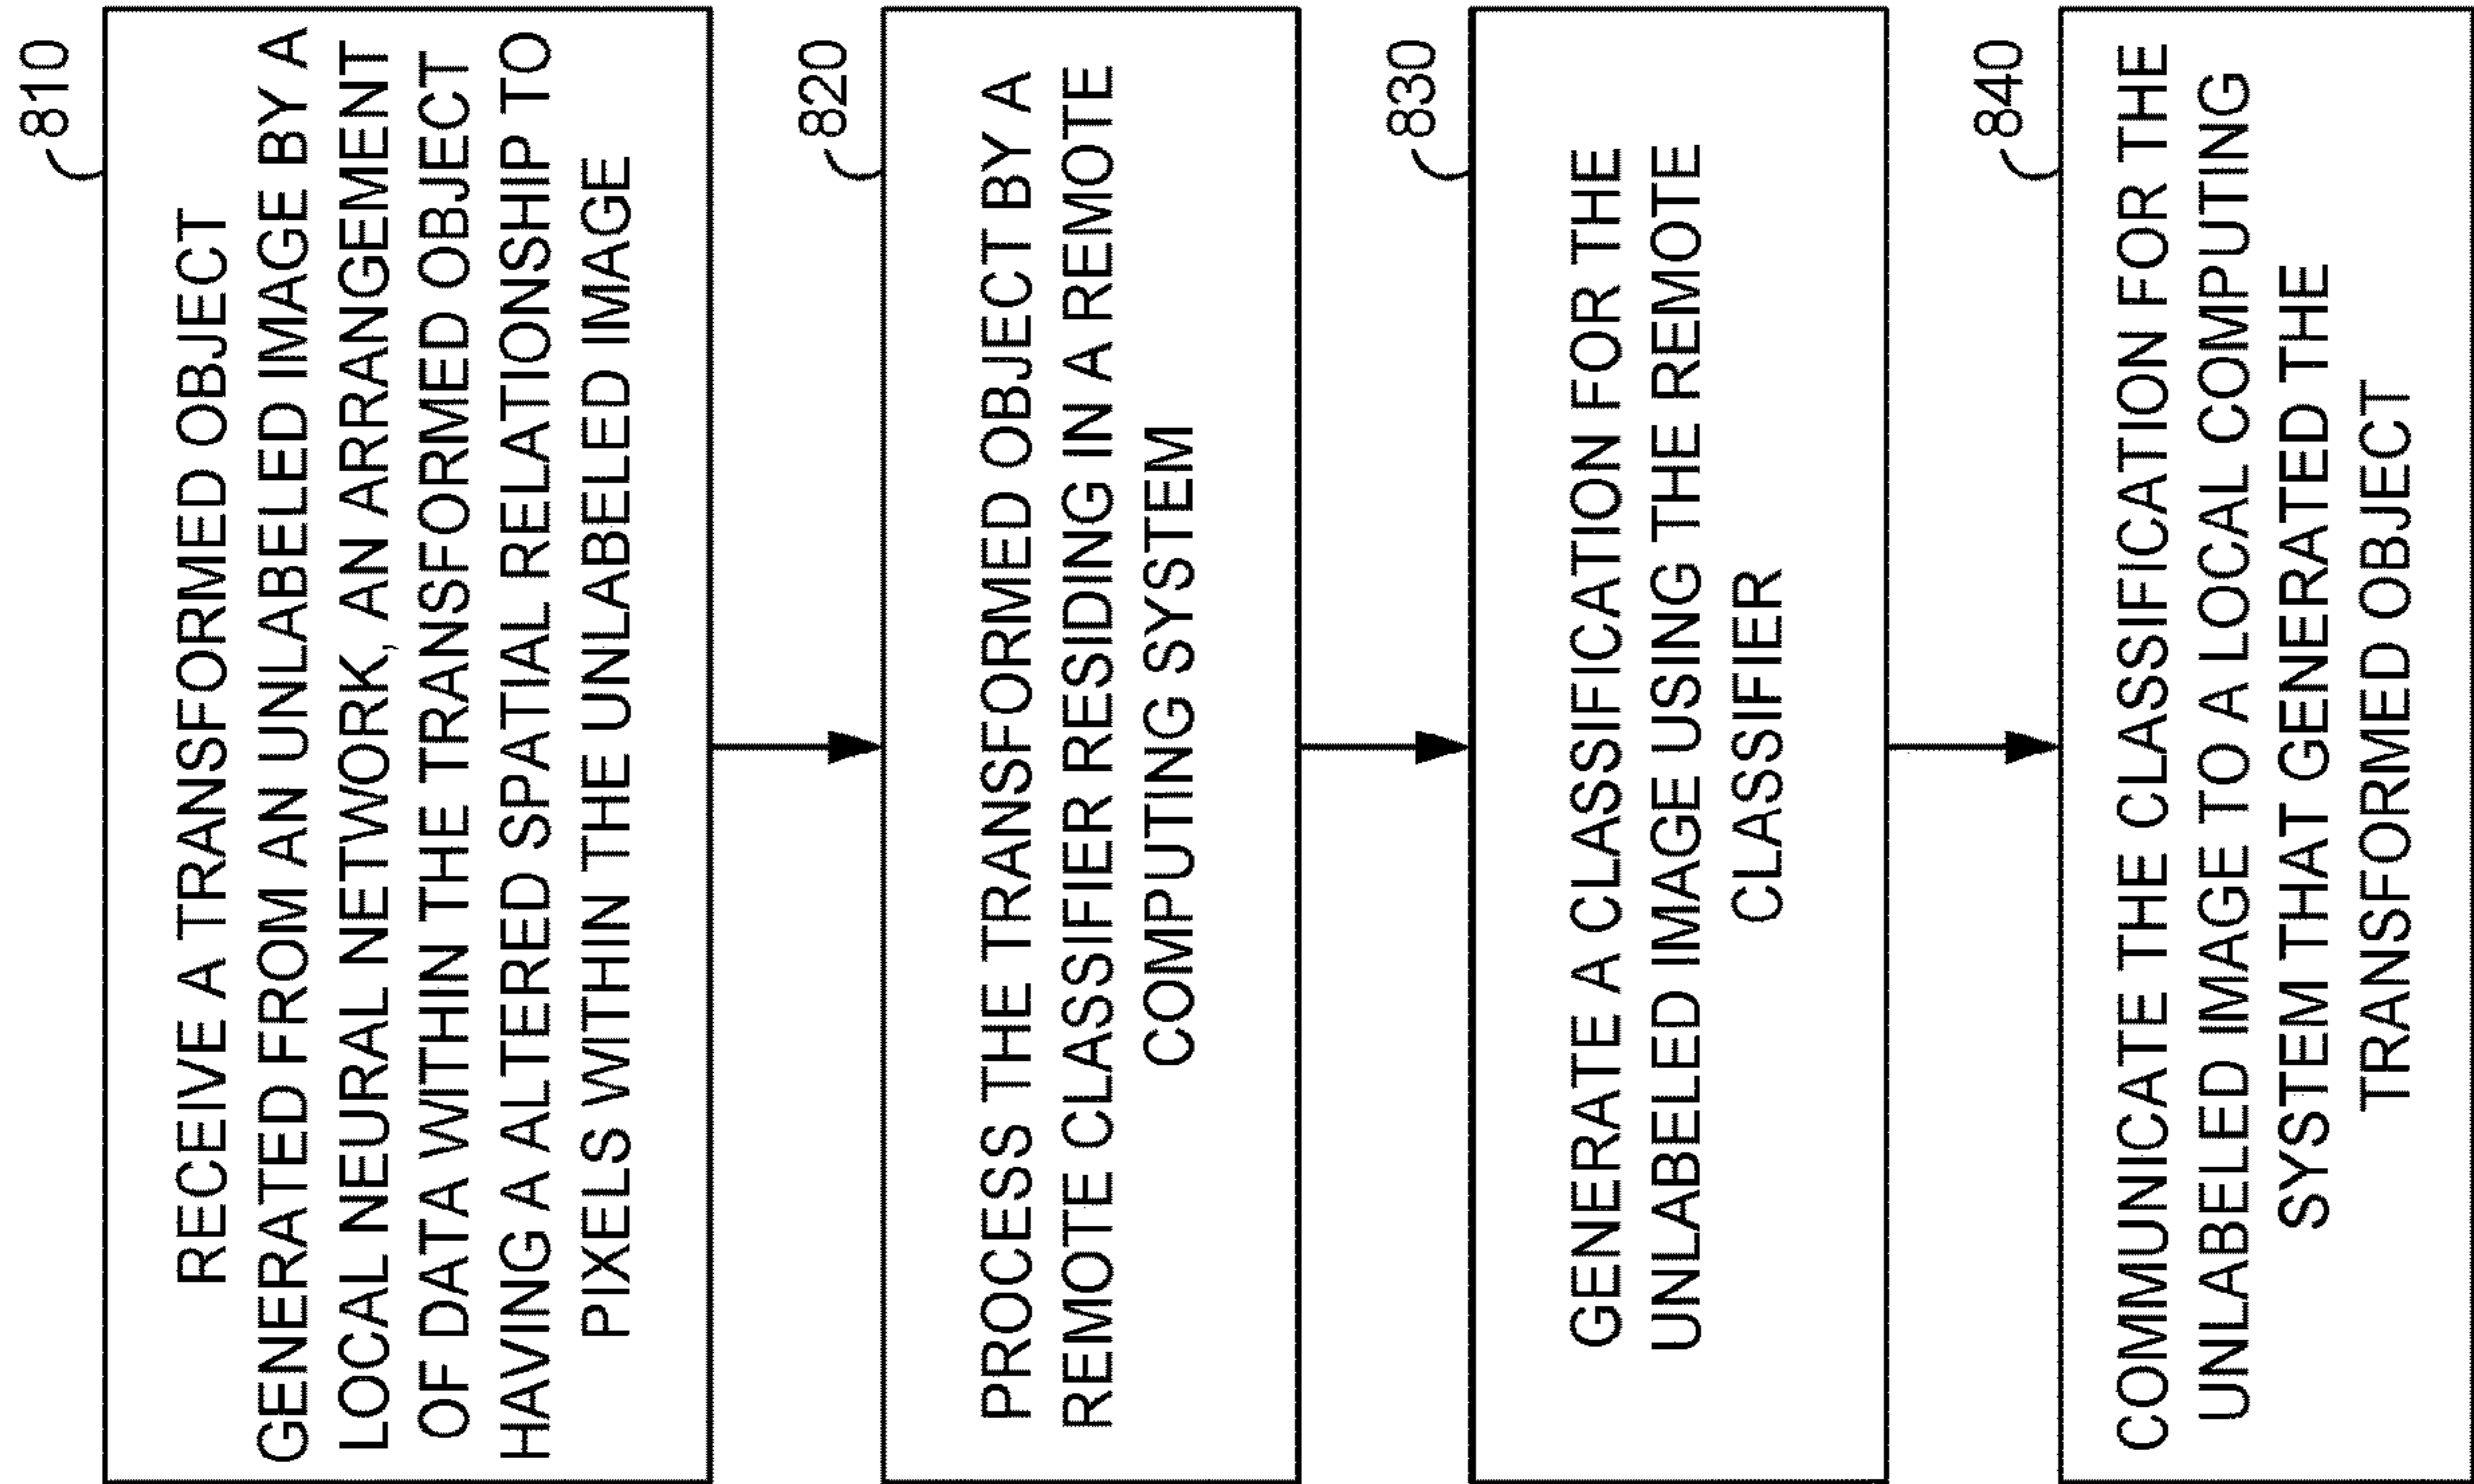 810
RECEIVE A TRANSFORMED OBJECT
GENERATED FROM AN UNLABELED IMAGE BY A
LOCAL NEURAL NETWORK, AN ARRANGEMENT
OF DATA WITHIN THE TRANSFORMED OBJECT
HAVING A ALTERED SPATIAL RELATIONSHIP TO
PIXELS WITHIN THE UNLABELED IMAGE
820
PROCESS THE TRANSFORMED OBJECT BY A
REMOTE CLASSIFIER RESIDING IN A REMOTE
COMPUTING SYSTEM
830
GENERATE A CLASSIFICATION FOR THE
UNLABELED IMAGE USING THE REMOTE
CLASSIFIER
840
COMMUNICATE THE CLASSIFICATION FOR THE
UNLABELED IMAGE TO A LOCAL COMPUTING
SYSTEM THAT GENERATED THE
TRANSFORMED OBJECT